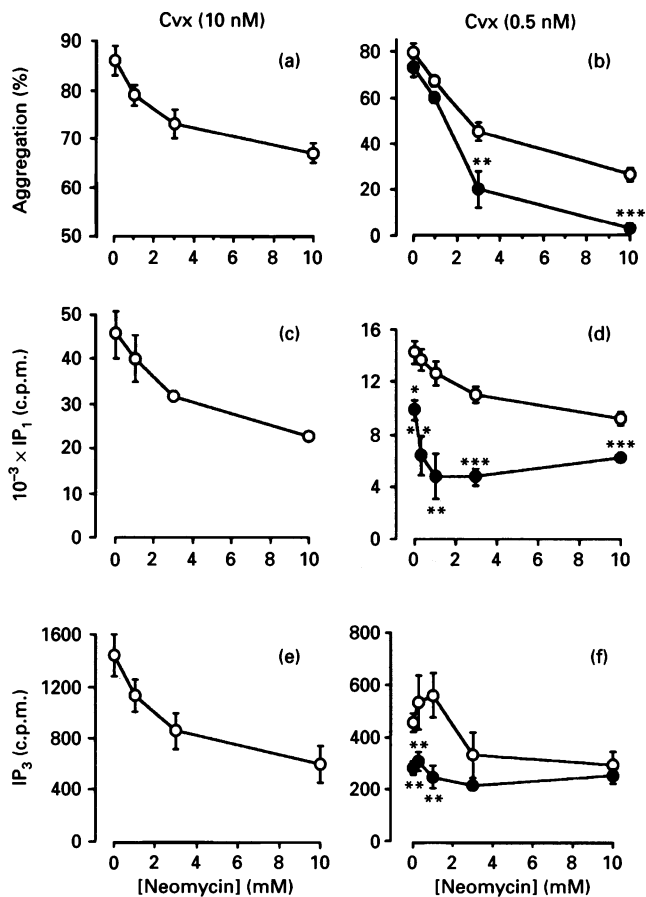 Cvx (10 nM)
Cvx (0.5 nM)
Aggregation (%)
90
80
70
60
50
(a)
0 2 4 6 8 10
80
60
40
20
0
(b)
**
***
0 2 4 6 8 10
10⁻³ × IP₁ (c.p.m.)
50
40
30
20
10
0
(c)
0 2 4 6 8 10
16
12
8
4
0
(d)
*
* *
**
***
***
0 2 4 6 8 10
IP₃ (c.p.m.)
1600
1200
800
400
0
(e)
0 2 4 6 8 10
[Neomycin] (mM)
800
600
400
200
0
(f)
**
**
**
0 2 4 6 8 10
[Neomycin] (mM)